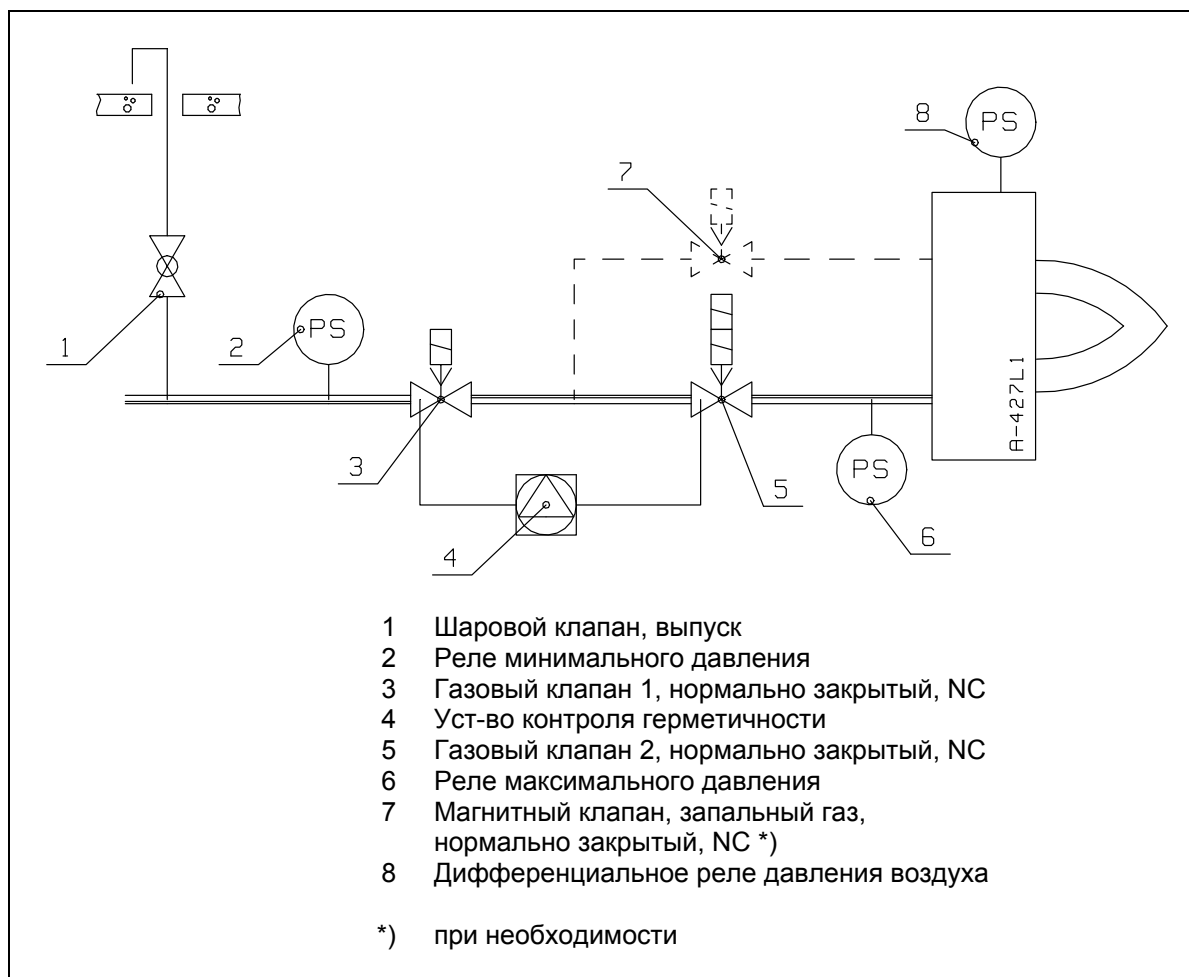 8
PS
7
1
2
PS
3
4
5
PS
6
A-427L1
1 Шаровой клапан, выпуск
2 Реле минимального давления
3 Газовый клапан 1, нормально закрытый, NC
4 Уст-во контроля герметичности
5 Газовый клапан 2, нормально закрытый, NC
6 Реле максимального давления
7 Магнитный клапан, запальный газ,
нормально закрытый, NC *)
8 Дифференциальное реле давления воздуха
*) при необходимости